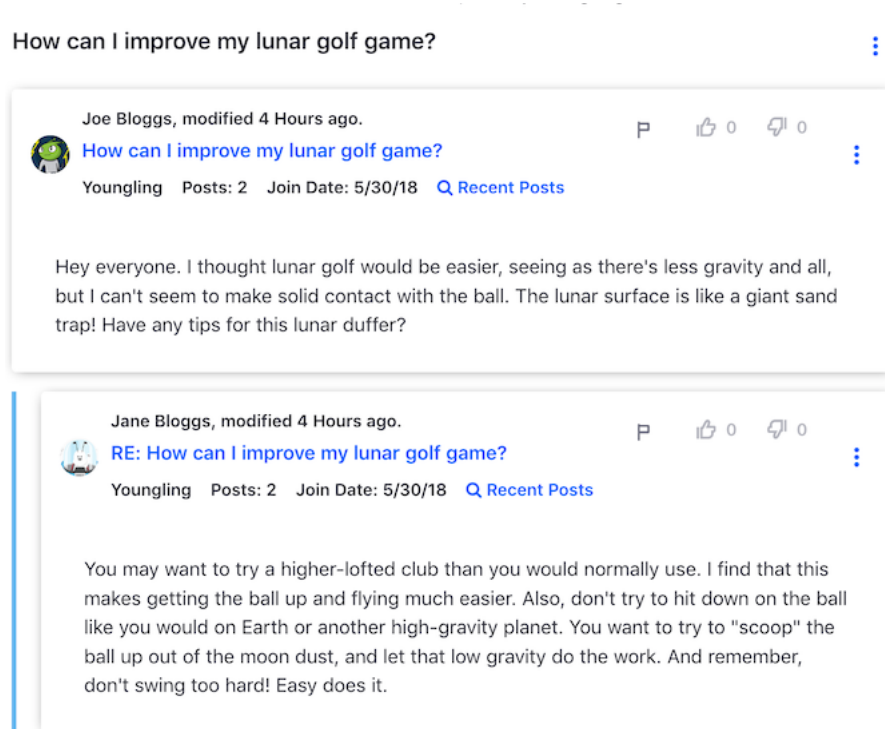 How can I improve my lunar golf game?
Joe Bloggs, modified 4 Hours ago.
How can I improve my lunar golf game?
0 0
Youngling Posts: 2 Join Date: 5/30/18 Recent Posts
Hey everyone. I thought lunar golf would be easier, seeing as there's less gravity and all,
but I can't seem to make solid contact with the ball. The lunar surface is like a giant sand
trap! Have any tips for this lunar duffer?
Jane Bloggs, modified 4 Hours ago.
RE: How can I improve my lunar golf game?
0 0
Youngling Posts: 2 Join Date: 5/30/18 Recent Posts
You may want to try a higher-lofted club than you would normally use. I find that this
makes getting the ball up and flying much easier. Also, don't try to hit down on the ball
like you would on Earth or another high-gravity planet. You want to try to "scoop" the
ball up out of the moon dust, and let that low gravity do the work. And remember,
don't swing too hard! Easy does it.